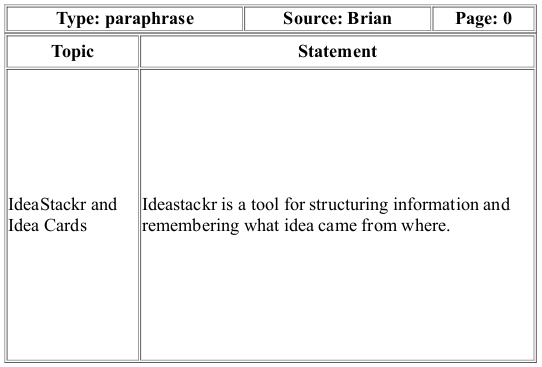 Type: paraphrase Source: Brian Page: 0
Topic Statement
IdeaStackr and
Idea Cards
Ideastackr is a tool for structuring information and
remembering what idea came from where.